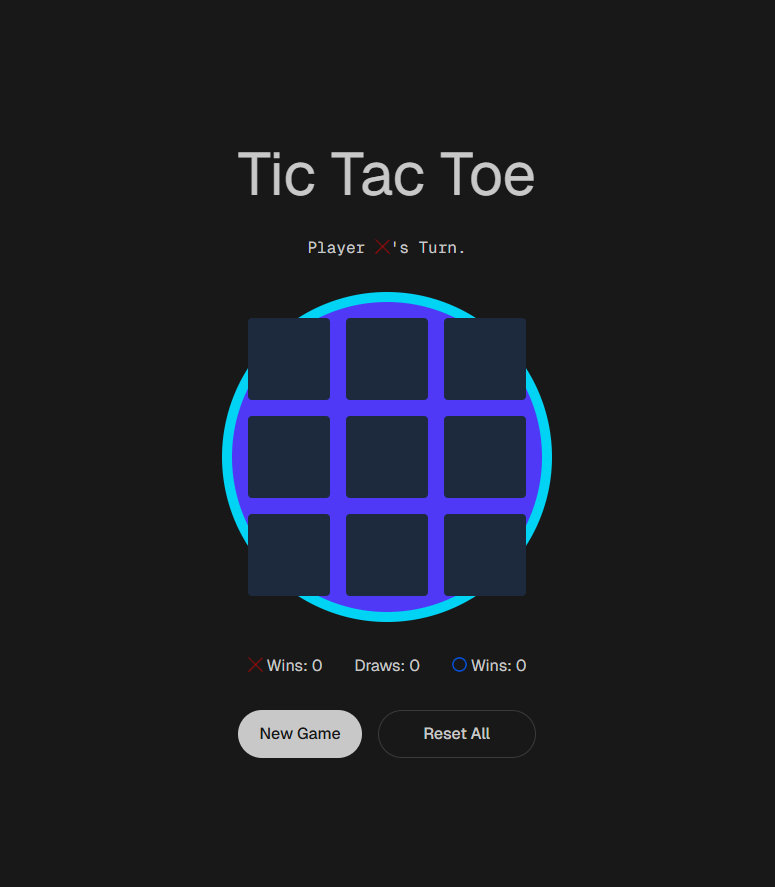 Tic Tac Toe
Player X's Turn.
X Wins: 0 Draws: 0 O Wins: 0
New Game Reset All